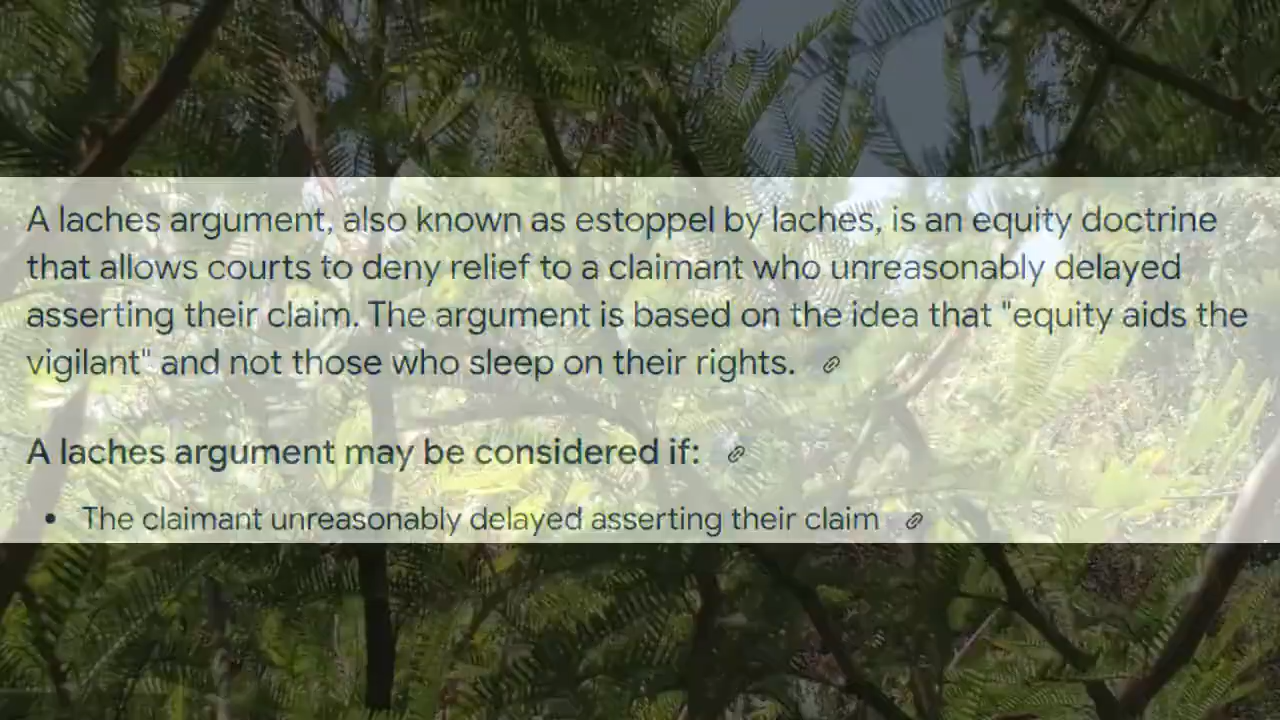 A laches argument, also known as estoppel by laches, is an equity doctrine
that allows courts to deny relief to a claimant who unreasonably delayed
asserting their claim. The argument is based on the idea that "equity aids the
vigilant" and not those who sleep on their rights.
A laches argument may be considered if:
• The claimant unreasonably delayed asserting their claim